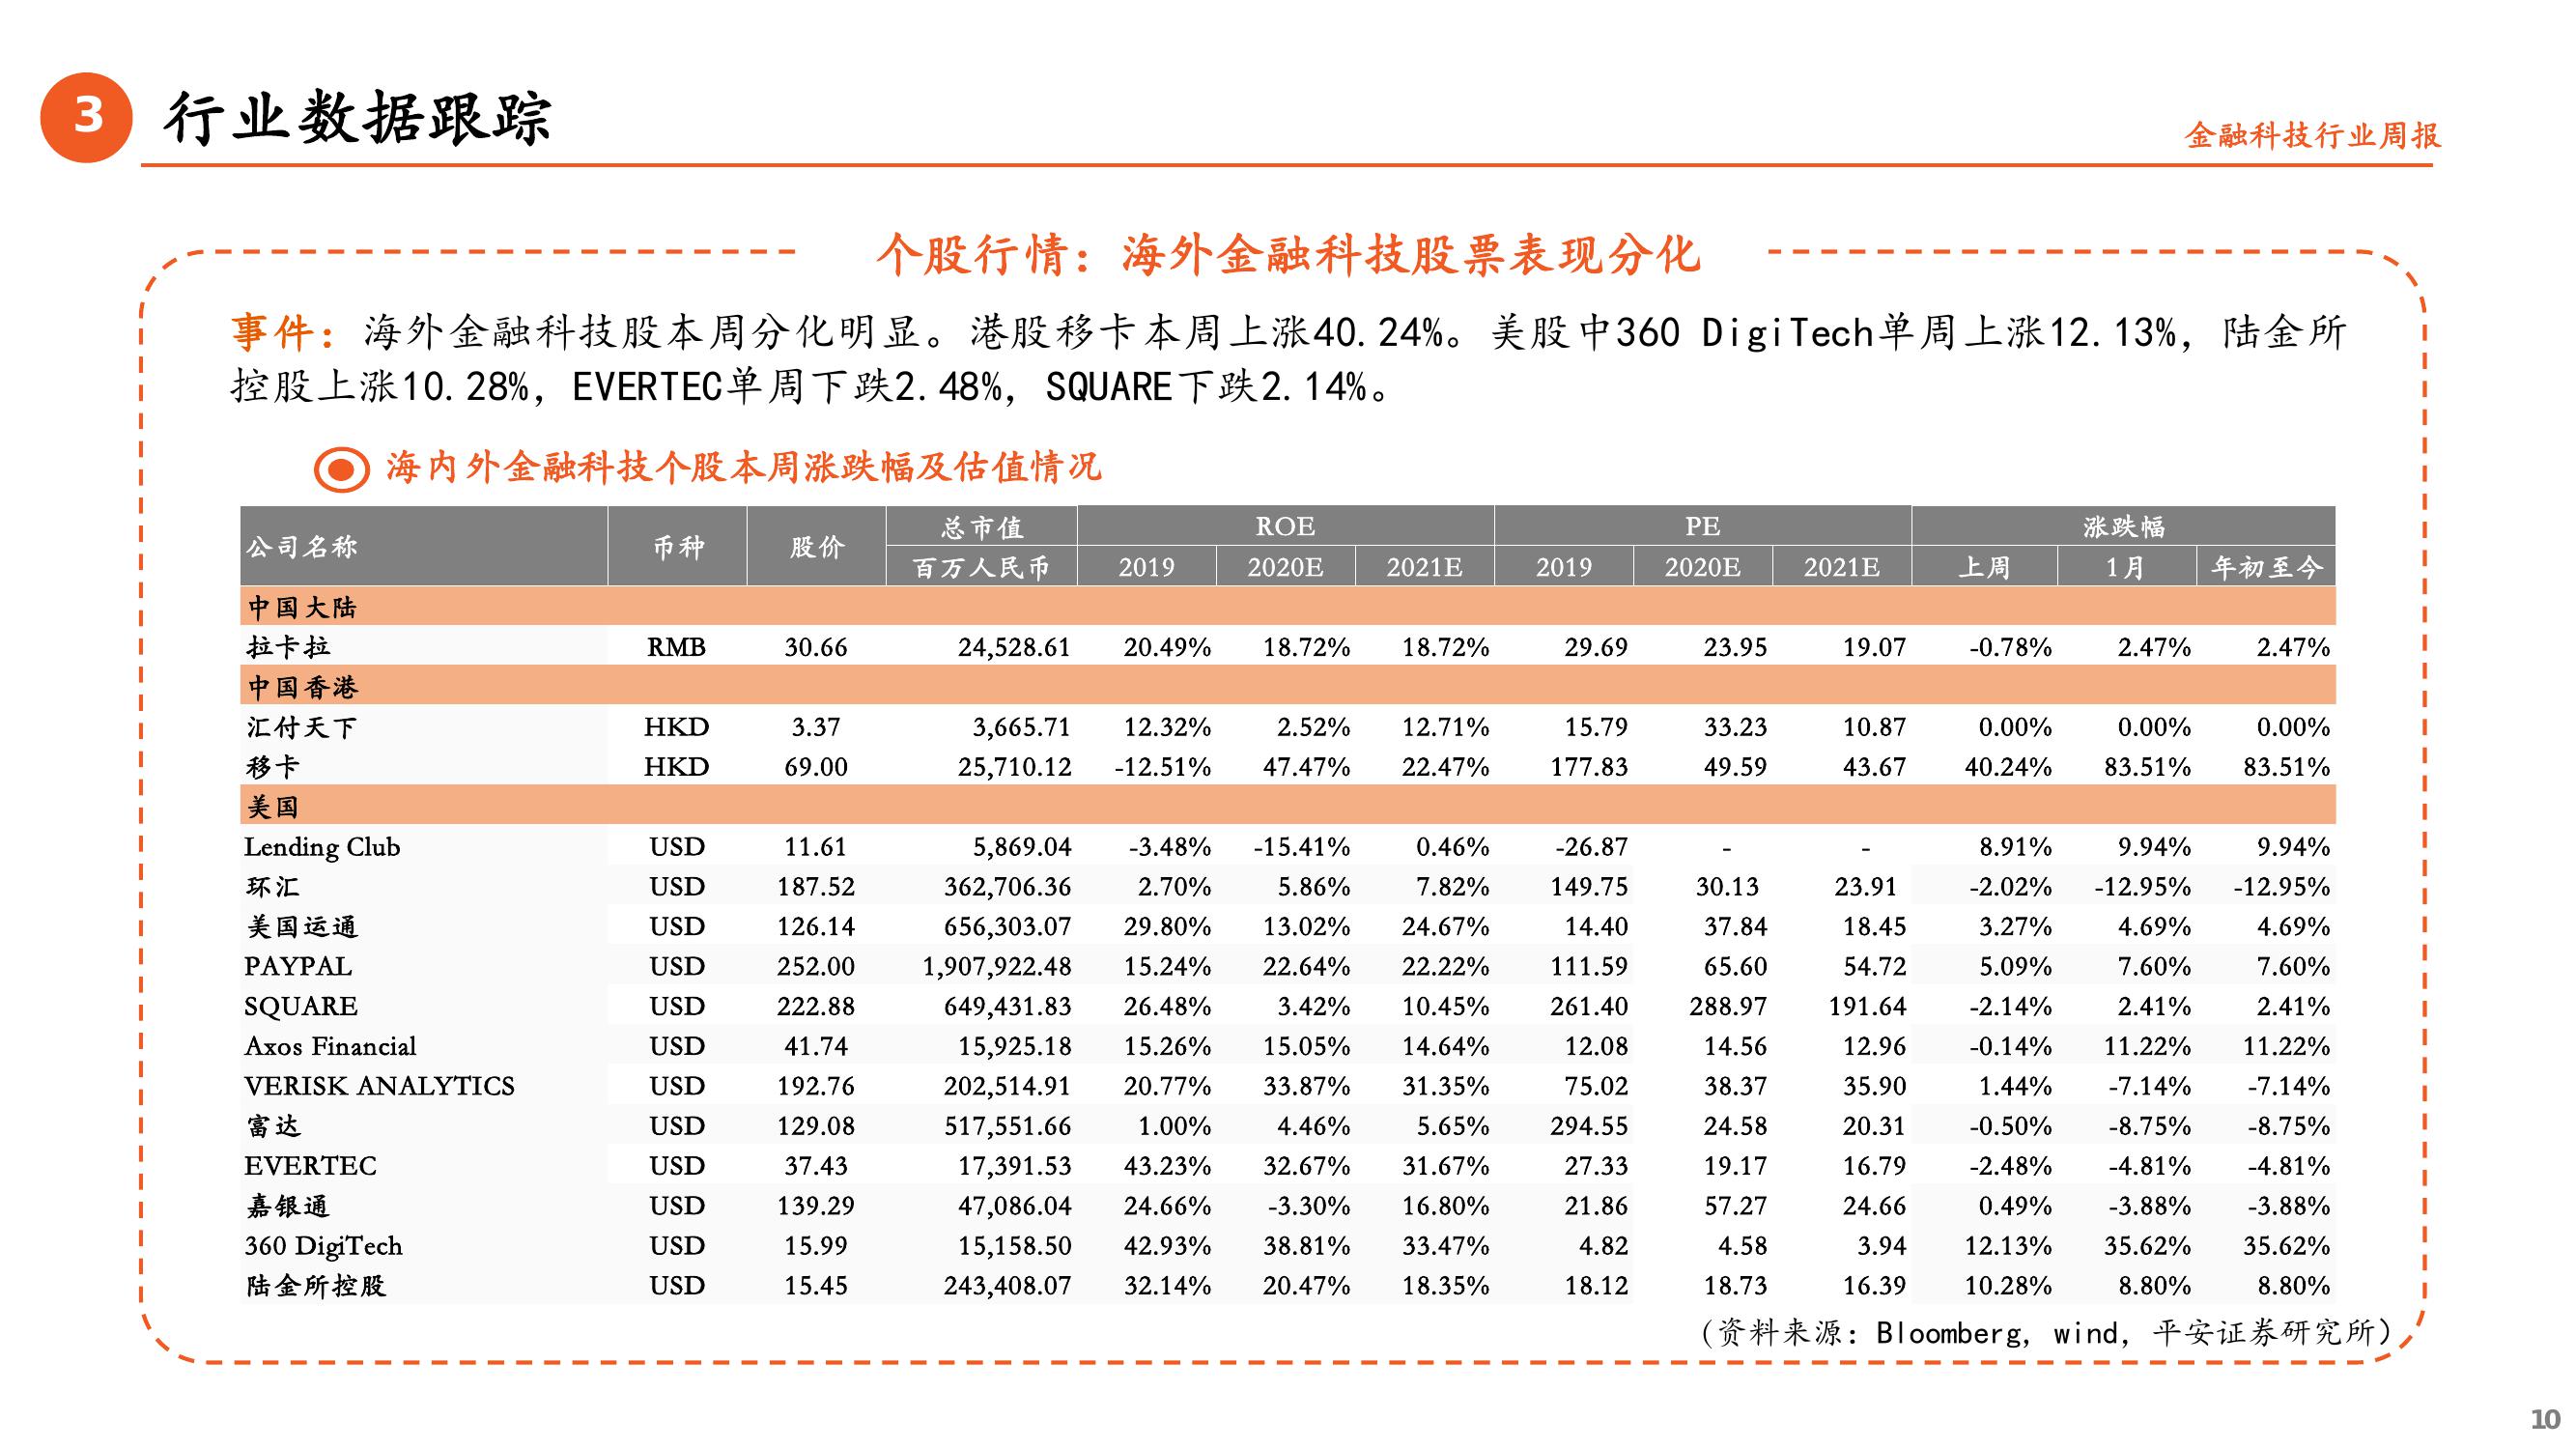 3 行业数据跟踪
金融科技行业周报
个股行情：海外金融科技股票表现分化
事件：海外金融科技股本周分化明显。港股移卡本周上涨40.24%。美股中360 DigiTech单周上涨12.13%，陆金所
控股上涨10.28%，EVERTEC单周下跌2.48%，SQUARE下跌2.14%。
海内外金融科技个股本周涨跌幅及估值情况
公司名称 币种 股价 总市值 ROE PE 涨跌幅
百万人民币 2019 2020E 2021E 2019 2020E 2021E 上周 1月 年初至今
中国大陆
拉卡拉 RMB 30.66 24,528.61 20.49% 18.72% 18.72% 29.69 23.95 19.07 -0.78% 2.47% 2.47%
中国香港
汇付天下 HKD 3.37 3,665.71 12.32% 2.52% 12.71% 15.79 33.23 10.87 0.00% 0.00% 0.00%
移卡 HKD 69.00 25,710.12 -12.51% 47.47% 22.47% 177.83 49.59 43.67 40.24% 83.51% 83.51%
美国
Lending Club USD 11.61 5,869.04 -3.48% -15.41% 0.46% -26.87 - - 8.91% 9.94% 9.94%
环汇 USD 187.52 362,706.36 2.70% 5.86% 7.82% 149.75 30.13 23.91 -2.02% -12.95% -12.95%
美国运通 USD 126.14 656,303.07 29.80% 13.02% 24.67% 14.40 37.84 18.45 3.27% 4.69% 4.69%
PAYPAL USD 252.00 1,907,922.48 15.24% 22.64% 22.22% 111.59 65.60 54.72 5.09% 7.60% 7.60%
SQUARE USD 222.88 649,431.83 26.48% 3.42% 10.45% 261.40 288.97 191.64 -2.14% 2.41% 2.41%
Axos Financial USD 41.74 15,925.18 15.26% 15.05% 14.64% 12.08 14.56 12.96 -0.14% 11.22% 11.22%
VERISK ANALYTICS USD 192.76 202,514.91 20.77% 33.87% 31.35% 75.02 38.37 35.90 1.44% -7.14% -7.14%
富达 USD 129.08 517,551.66 1.00% 4.46% 5.65% 294.55 24.58 20.31 -0.50% -8.75% -8.75%
EVERTEC USD 37.43 17,391.53 43.23% 32.67% 31.67% 27.33 19.17 16.79 -2.48% -4.81% -4.81%
嘉银通 USD 139.29 47,086.04 24.66% -3.30% 16.80% 21.86 57.27 24.66 0.49% -3.88% -3.88%
360 DigiTech USD 15.99 15,158.50 42.93% 38.81% 33.47% 4.82 4.58 3.94 12.13% 35.62% 35.62%
陆金所控股 USD 15.45 243,408.07 32.14% 20.47% 18.35% 18.12 18.73 16.39 10.28% 8.80% 8.80%
（资料来源：Bloomberg, wind, 平安证券研究所）
10